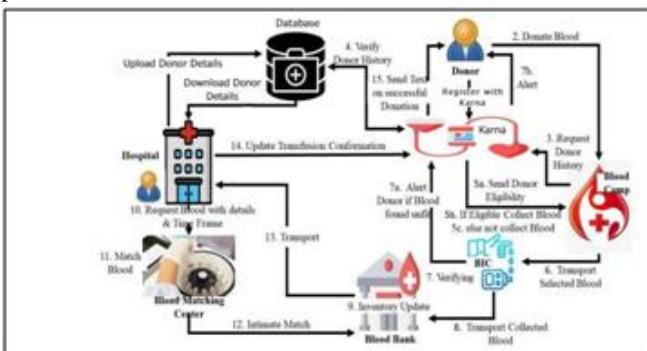 Database
Upload Donor Details
Download Donor
Details
4. Verify
Donor History
15. Send Text
on successful
Donation
Donor
Register with
Karna
Karna
2. Donate Blood
7b.
Alert
3. Request
Donor
History
Blood
Camp
Hospital
14. Update Transfission Conformation
5a. Send Donor
Eligibility
5b. If Eligible Collect Blood
5c. else not collect Blood
7a. Alert
Donor if Blood
found unfit
10. Request Blood with details
& Time Frame
13. Transport
11. Match
Blood
Blood Matching
Center
12. Intimate Match
BIC
7. Verifying
6. Transport
Selected Blood
9. Inventory Update
Blood Bank
8. Transport Collected
Blood